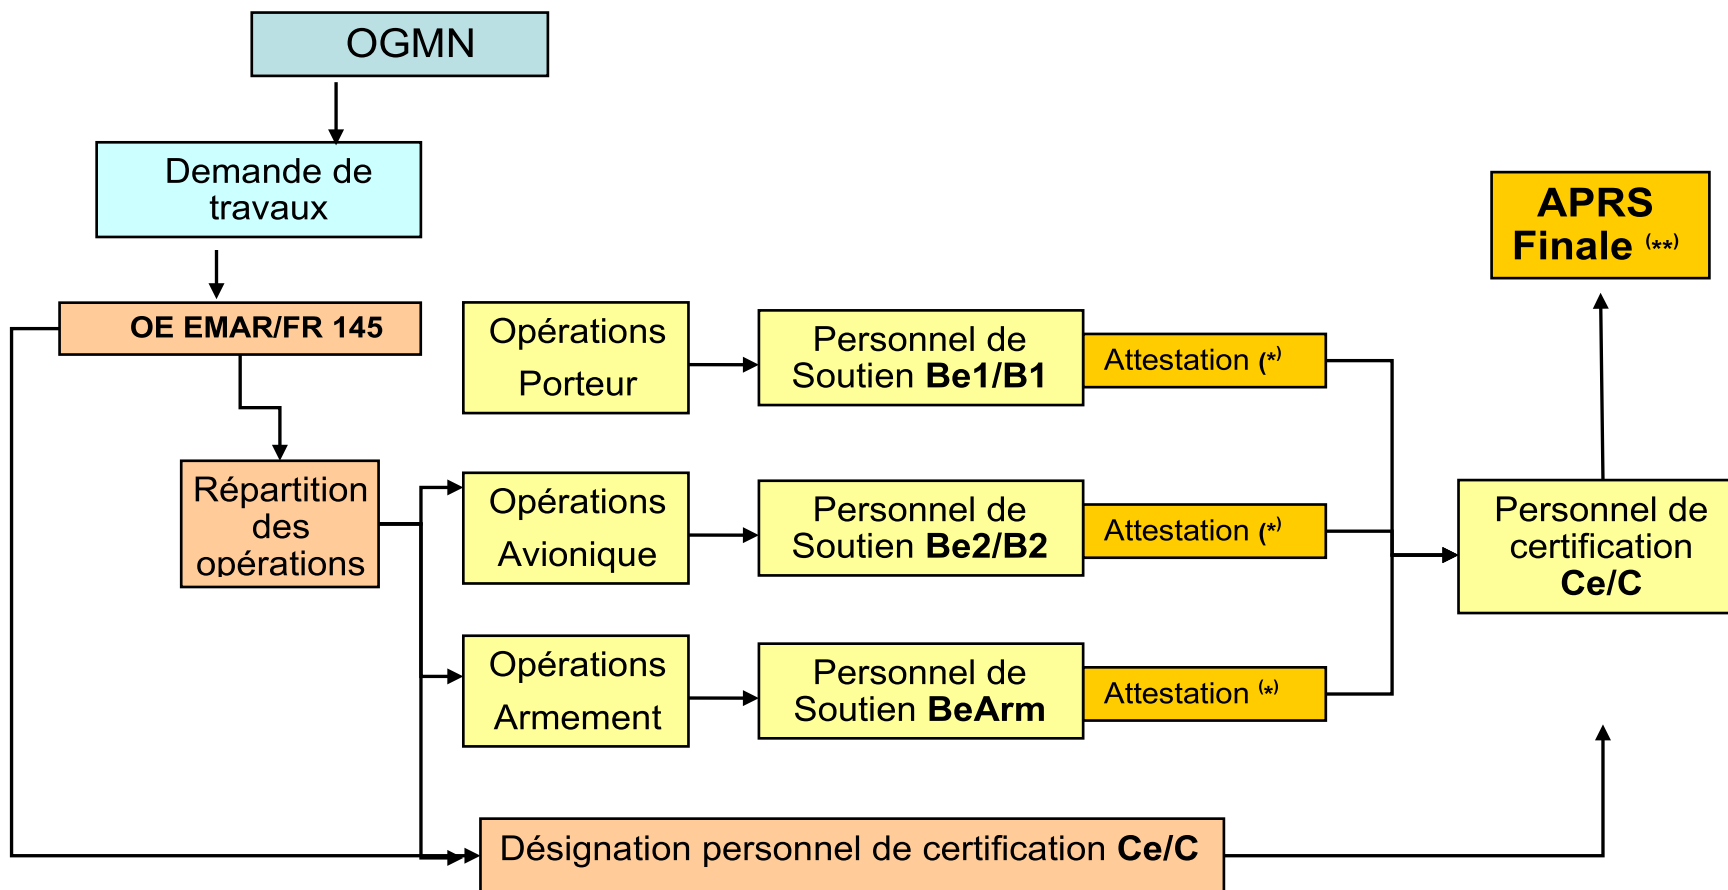 OGMN
Demande de
travaux
OE EMAR/FR 145
Répartition
des
opérations
Opérations
Porteur
Personnel de
Soutien Be1/B1
Attestation (*)
Opérations
Avionique
Personnel de
Soutien Be2/B2
Attestation (*)
Opérations
Armement
Personnel de
Soutien BeArm
Attestation (*)
Désignation personnel de certification Ce/C
Personnel de
certification
Ce/C
APRS
Finale (**)